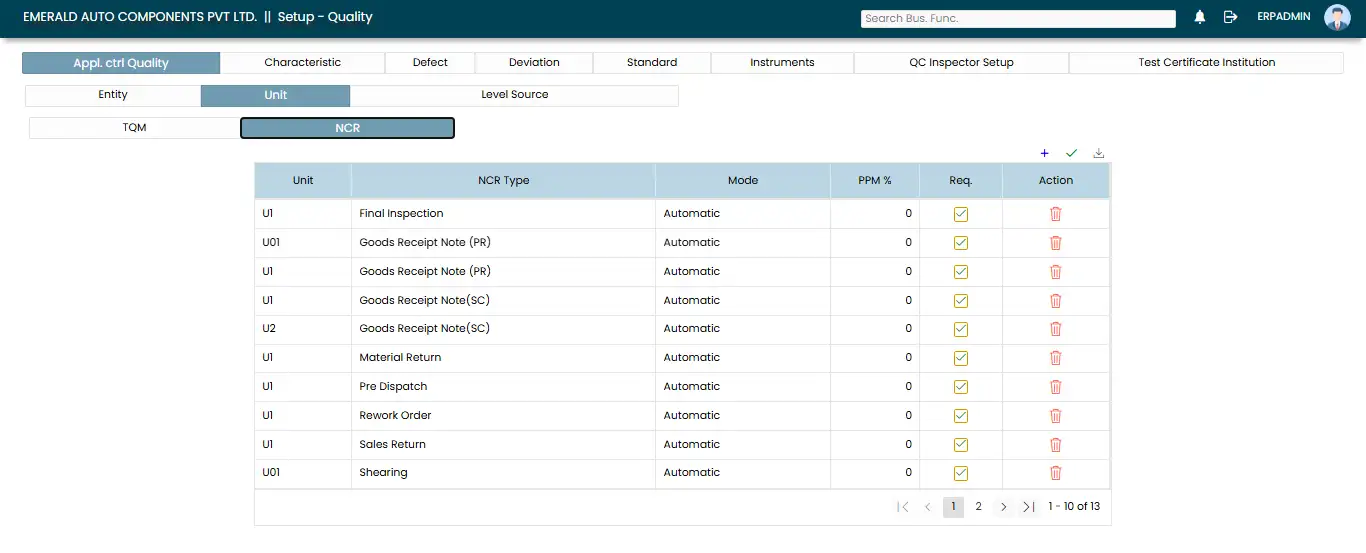 EMERALD AUTO COMPONENTS PVT LTD. || Setup - Quality
Search Bus. Func.
ERPADMIN
Appl. ctrl Quality Characteristic Defect Deviation Standard Instruments QC Inspector Setup Test Certificate Institution
Entity Unit Level Source
TQM NCR
Unit NCR Type Mode PPM % Req. Action
U1 Final Inspection Automatic 0
U01 Goods Receipt Note (PR) Automatic 0
U1 Goods Receipt Note (PR) Automatic 0
U1 Goods Receipt Note(SC) Automatic 0
U2 Goods Receipt Note(SC) Automatic 0
U1 Material Return Automatic 0
U1 Pre Dispatch Automatic 0
U1 Rework Order Automatic 0
U1 Sales Return Automatic 0
U01 Shearing Automatic 0
1 2 1 - 10 of 13